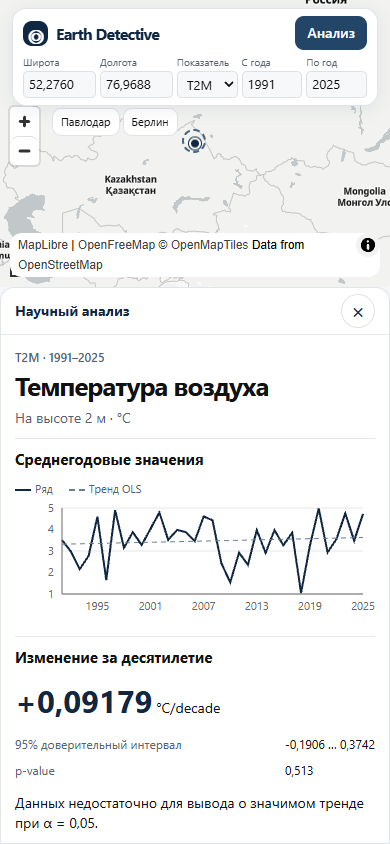 Россия
Earth Detective
Анализ
Широта Долгота Показатель С года По год
52,2760 76,9688 T2M 1991 2025
+
Павлодар Берлин
−
Kazakhstan
Қазақстан
Mongolia
Монгол Улс
MapLibre | OpenFreeMap © OpenMapTiles Data from
OpenStreetMap
Научный анализ
×
T2M · 1991–2025
Температура воздуха
На высоте 2 м · °C
Среднегодовые значения
Ряд Тренд OLS
5
4
3
2
1
1995 2001 2007 2013 2019 2025
Изменение за десятилетие
+0,09179 °C/decade
95% доверительный интервал -0,1906 ... 0,3742
p-value 0,513
Данных недостаточно для вывода о значимом тренде
при α = 0,05.